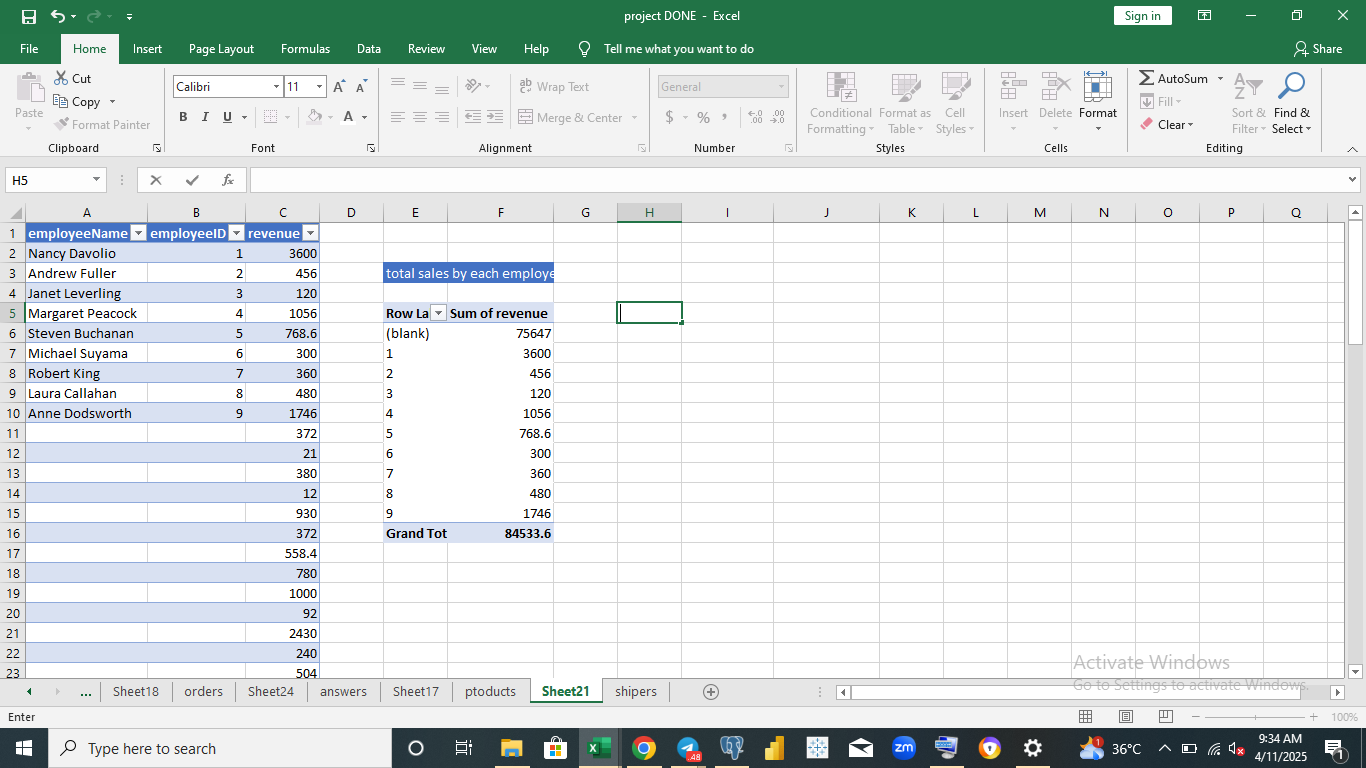 project DONE - Excel
Sign in
File Home Insert Page Layout Formulas Data Review View Help Tell me what you want to do Share
Paste Cut Copy Format Painter Clipboard
Calibri 11 A A B I U A Font
ab Wrap Text Merge & Center Alignment
General $ % , .00 .0 Number
Conditional Formatting Format as Table Cell Styles Styles
Insert Delete Format Cells
AutoSum Fill Clear Sort & Filter Find & Select Editing
H5 fx
A B C D E F G H I J K L M N O P Q
1 employeeName employeeID revenue
2 Nancy Davolio 1 3600
3 Andrew Fuller 2 456 total sales by each employe
4 Janet Leverling 3 120
5 Margaret Peacock 4 1056 Row La Sum of revenue
6 Steven Buchanan 5 768.6 (blank) 75647
7 Michael Suyama 6 300 1 3600
8 Robert King 7 360 2 456
9 Laura Callahan 8 480 3 120
10 Anne Dodsworth 9 1746 4 1056
11 372 5 768.6
12 21 6 300
13 380 7 360
14 12 8 480
15 930 9 1746
16 372 Grand Tot 84533.6
17 558.4
18 780
19 1000
20 92
21 2430
22 240
23 504
Activate Windows
Go to Settings to activate Windows.
... Sheet18 orders Sheet24 answers Sheet17 ptoducts Sheet21 shipers
Enter 100%
Type here to search .48 zm 1 36°C 9:34 AM 4/11/2025 1